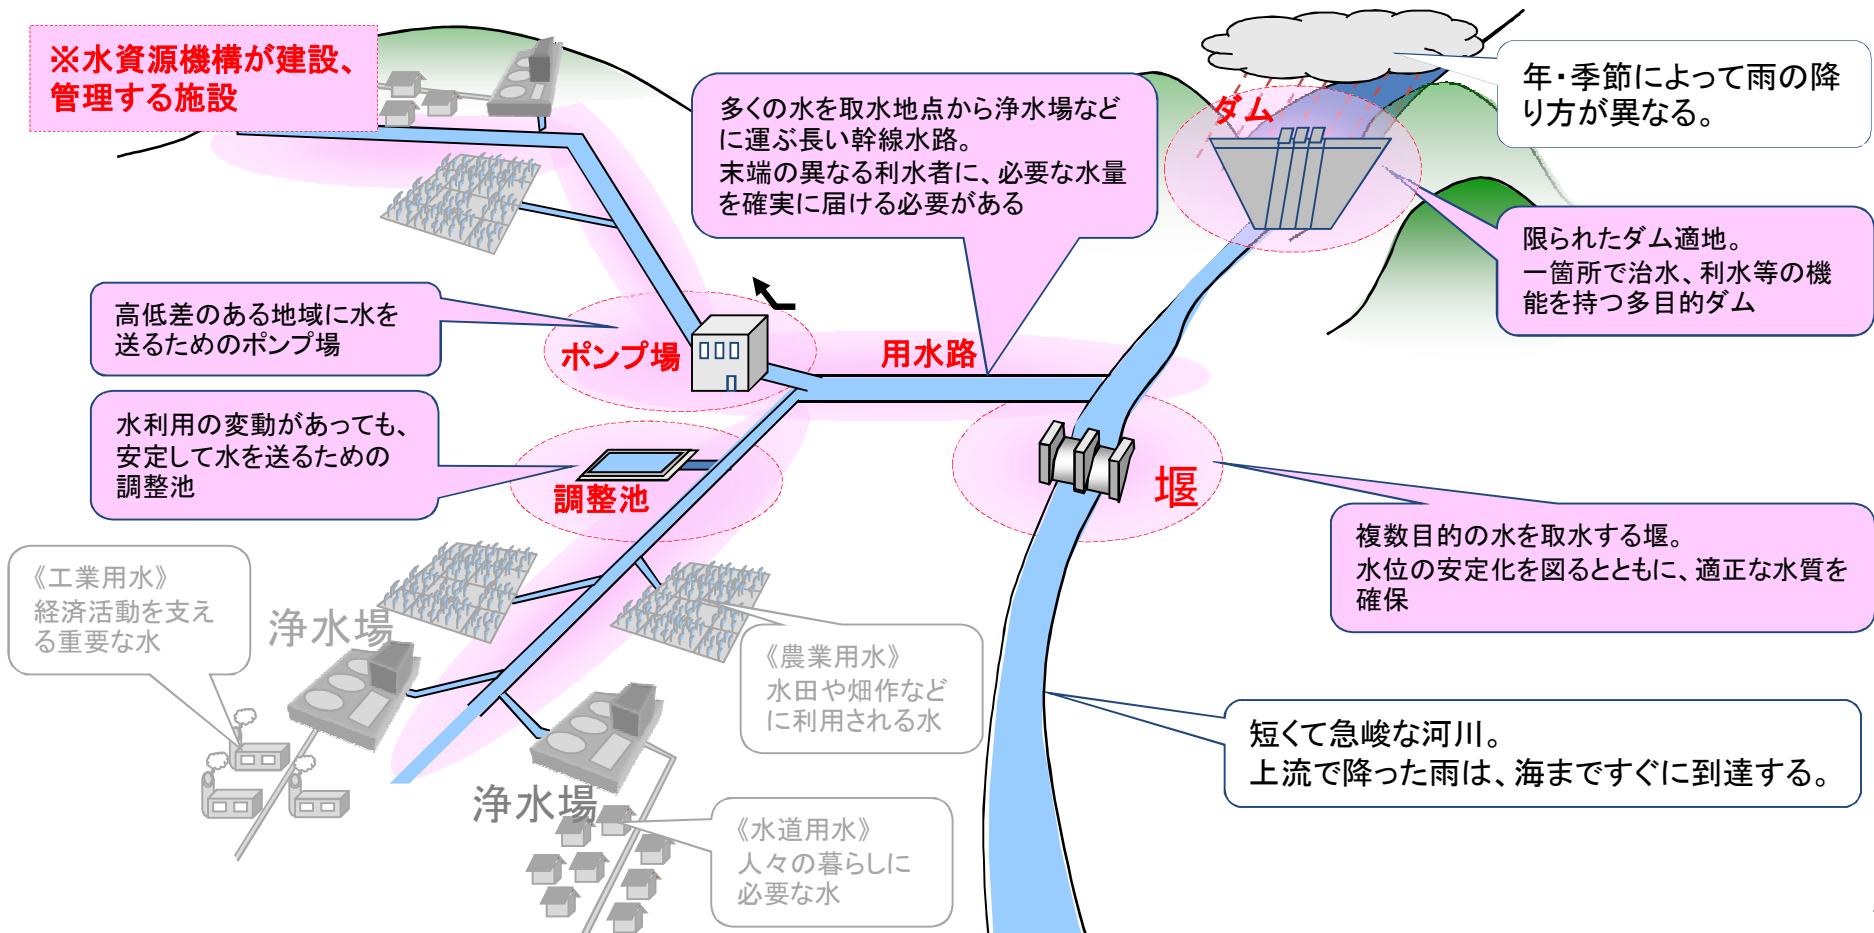 ※水資源機構が建設、
管理する施設
多くの水を取水地点から浄水場など
に運ぶ長い幹線水路。
末端の異なる利水者に、必要な水量
を確実に届ける必要がある
ダム
年・季節によって雨の降
り方が異なる。
限られたダム適地。
一箇所で治水、利水等の機
能を持つ多目的ダム
高低差のある地域に水を
送るためのポンプ場
ポンプ場
用水路
水利用の変動があっても、
安定して水を送るための
調整池
調整池
堰
複数目的の水を取水する堰。
水位の安定化を図るとともに、適正な水質を
確保
《工業用水》
経済活動を支え
る重要な水
浄水場
《農業用水》
水田や畑作など
に利用される水
短くて急峻な河川。
上流で降った雨は、海まですぐに到達する。
浄水場
《水道用水》
人々の暮らしに
必要な水